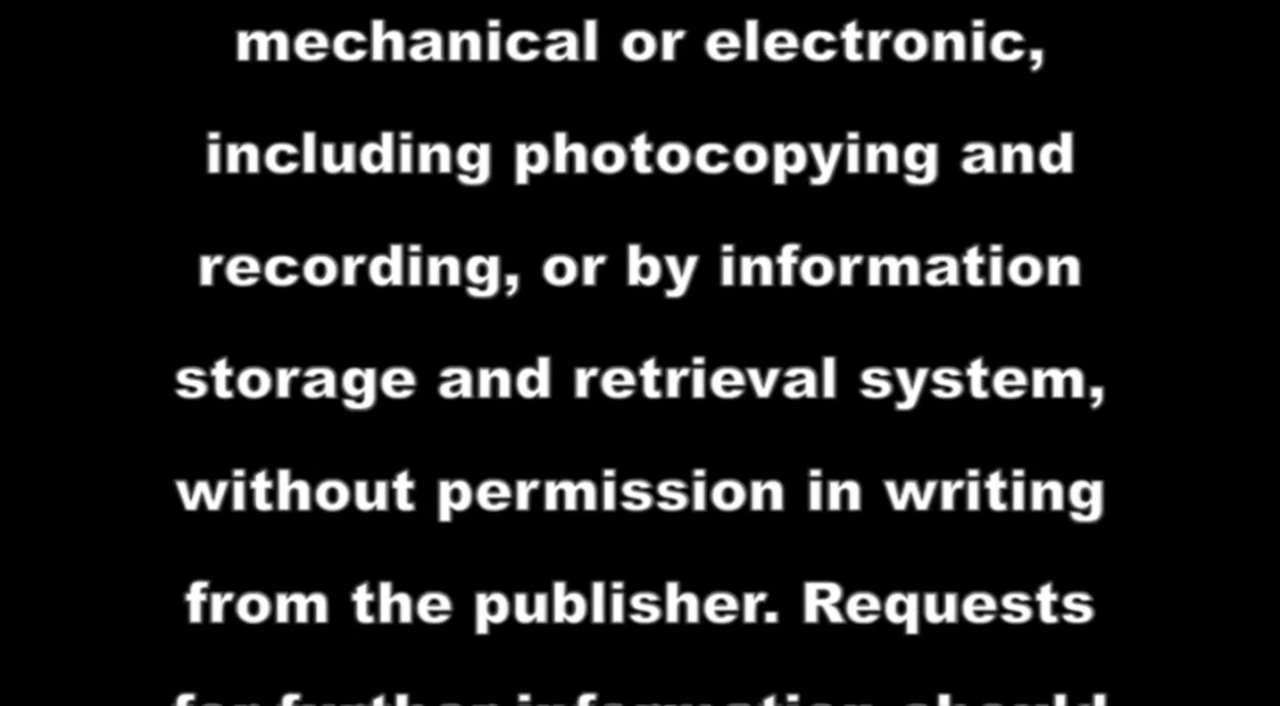 mechanical or electronic,
including photocopying and
recording, or by information
storage and retrieval system,
without permission in writing
from the publisher. Requests
for further information should